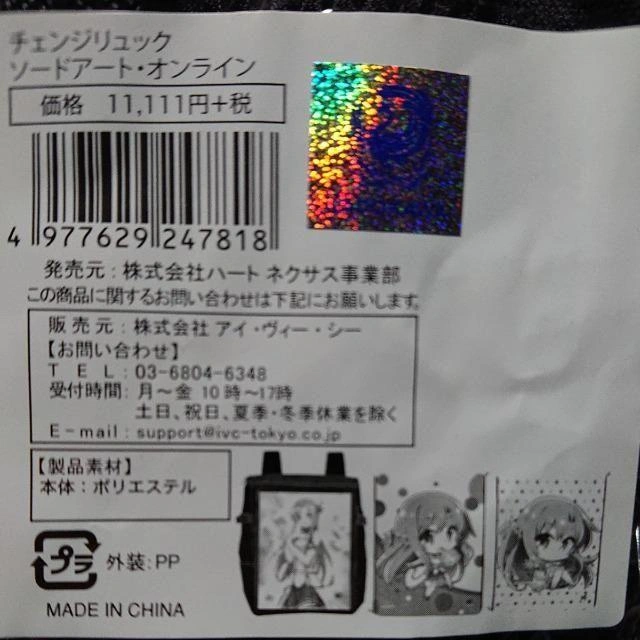 チェンジリュック
ソードアート・オンライン
価格 11,111円+税
4 977629 247818
発売元：株式会社ハート ネクサス事業部
この商品に関するお問い合わせは下記にお願いします。
販売元：株式会社 アイ・ヴィー・シー
【お問い合わせ】
TEL：03-6804-6348
受付時間：月～金 10時～17時
土日、祝日、夏季・冬季休業を除く
E-mail：support@ivc-tokyo.co.jp
【製品素材】
本体：ポリエステル
プラ 外装：PP
MADE IN CHINA